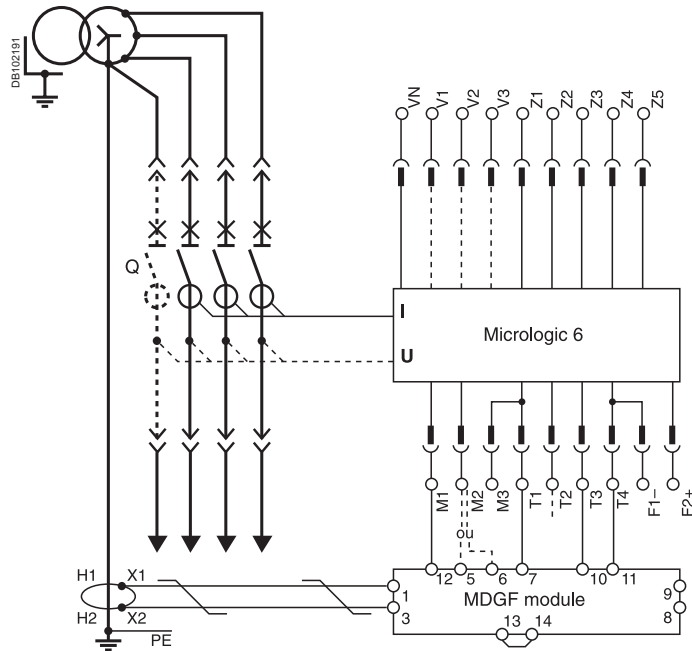 DB102191
VN V1 V2 V3 Z1 Z2 Z3 Z4 Z5
Q
I
U
Micrologic 6
M1 M2 M3 T1 T2 T3 T4 F1– F2+
ou
H1 X1
H2 X2
PE
12 5 6 7 10 11
1
3
MDGF module
9
8
13 14